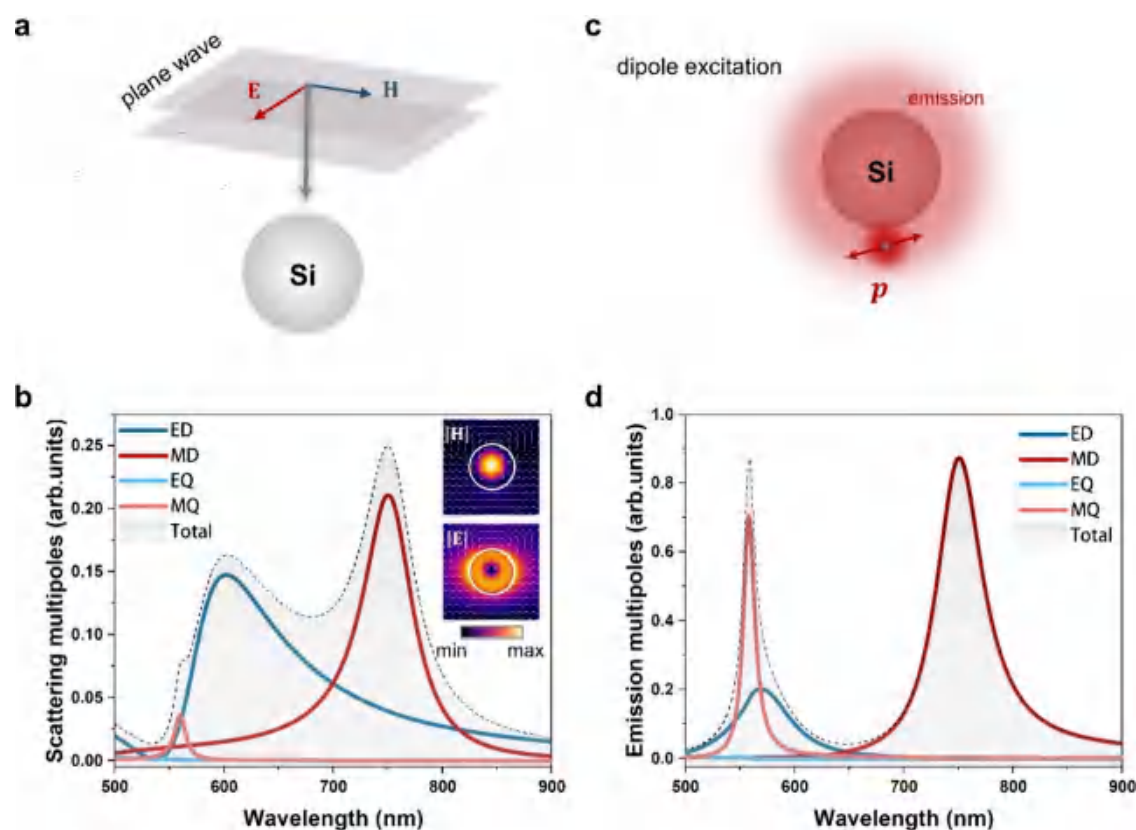 a
plane wave
E
H
Si
c
dipole excitation
emission
Si
p
b
Scattering multipoles (arb.units)
0.25
0.20
0.15
0.10
0.05
0.00
ED
MD
EQ
MQ
Total
|H|
|E|
min max
500 600 700 800 900
Wavelength (nm)
d
Emission multipoles (arb.units)
1.0
0.8
0.6
0.4
0.2
0.0
ED
MD
EQ
MQ
Total
500 600 700 800 900
Wavelength (nm)